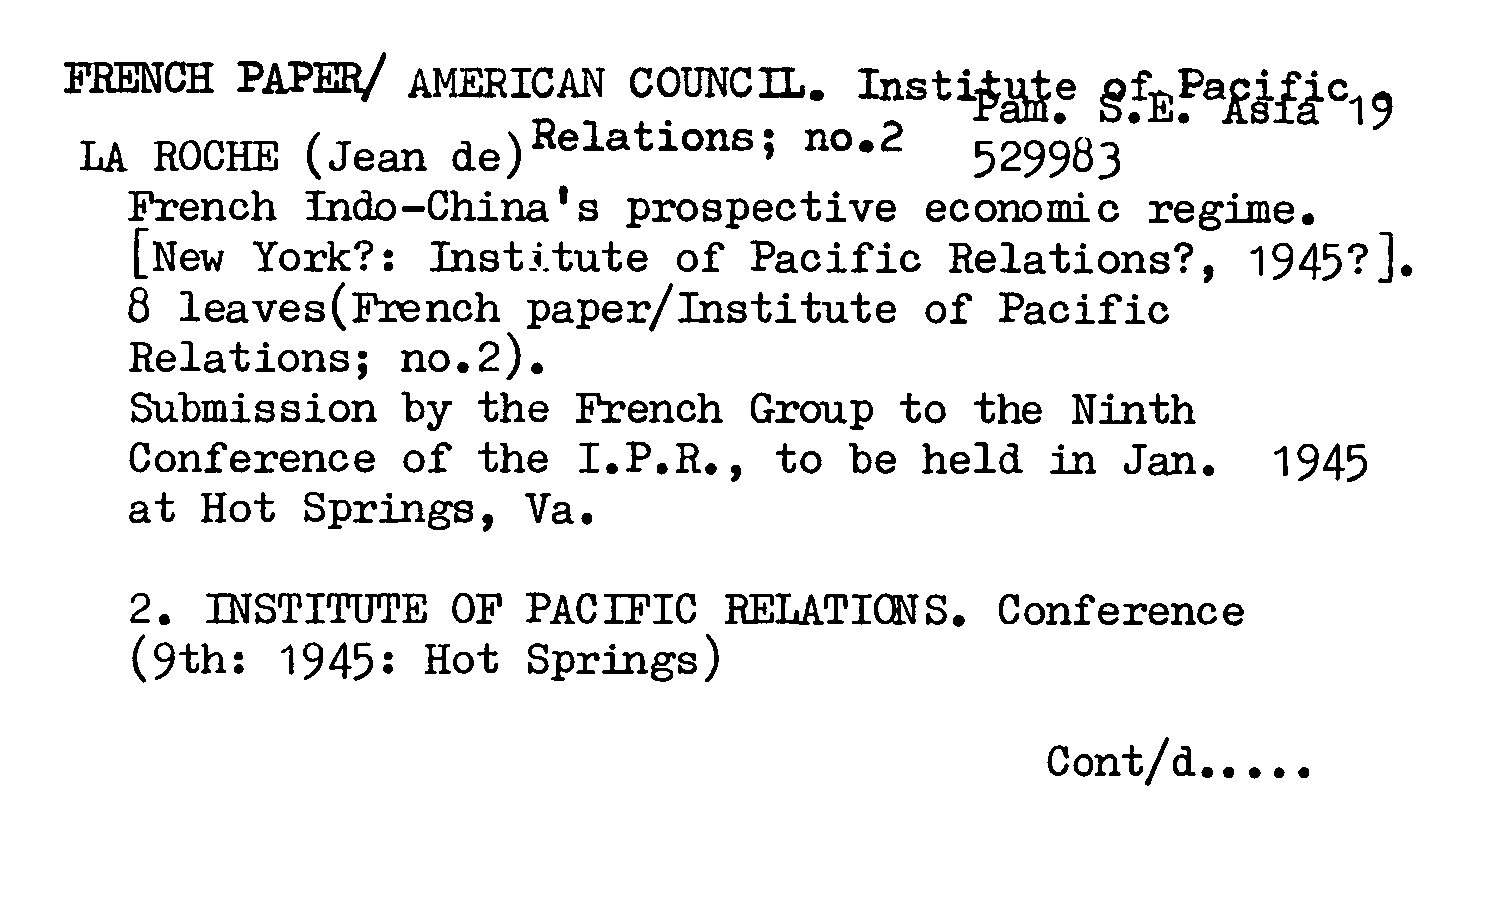 FRENCH PAPER/ AMERICAN COUNCIL. Institute of Pacific
Pam. S.E. Asia 19
Relations; no.2
LA ROCHE (Jean de)
529983
French Indo-China's prospective economic regime.
[New York?: Institute of Pacific Relations?, 1945?].
8 leaves(French paper/Institute of Pacific
Relations; no.2).
Submission by the French Group to the Ninth
Conference of the I.P.R., to be held in Jan. 1945
at Hot Springs, Va.
2. INSTITUTE OF PACIFIC RELATIONS. Conference
(9th: 1945: Hot Springs)
Cont/d.....